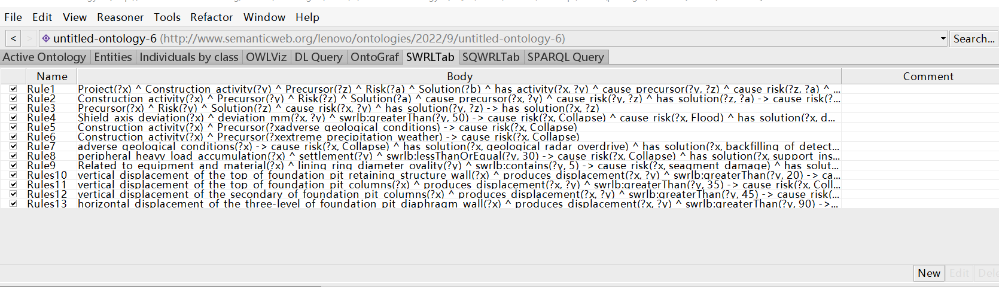 File Edit View Reasoner Tools Refactor Window Help
< > untitled-ontology-6 (http://www.semanticweb.org/lenovo/ontologies/2022/9/untitled-ontology-6) Search...
Active Ontology Entities Individuals by class OWLViz DL Query OntoGraf SWRLTab SQWRLTab SPARQL Query
Name Body Comment
Rule1 Project(?x) ^ Construction activity(?y) ^ Precursor(?z) ^ Risk(?a) ^ Solution(?b) ^ has activity(?x, ?y) ^ cause precursor(?y, ?z) ^ cause risk(?z, ?a) ^ ...
Rule2 Construction activity(?x) ^ Precursor(?y) ^ Risk(?z) ^ Solution(?a) ^ cause precursor(?x, ?y) ^ cause risk(?y, ?z) ^ has solution(?z, ?a) -> cause risk(?...
Rule3 Precursor(?x) ^ Risk(?y) ^ Solution(?z) ^ cause risk(?x, ?y) ^ has solution(?y, ?z) -> has solution(?x, ?z)
Rule4 Shield axis deviation(?x) ^ deviation mm(?x, ?y) ^ swrlb:greaterThan(?y, 50) -> cause risk(?x, Collapse) ^ cause risk(?x, Flood) ^ has solution(?x, d...
Rule5 Construction activity(?x) ^ Precursor(?xadverse geological conditions) -> cause risk(?x, Collapse)
Rule6 Construction activity(?x) ^ Precursor(?xextreme precipitation weather) -> cause risk(?x, Collapse)
Rule7 adverse geological conditions(?x) -> cause risk(?x, Collapse) ^ has solution(?x, geological radar overdrive) ^ has solution(?x, backfilling of detect...
Rule8 peripheral heavy load accumulation(?x) ^ settlement(?y) ^ swrlb:lessThanOrEqual(?y, 30) -> cause risk(?x, Collapse) ^ has solution(?x, support ins...
Rule9 Related to equipment and material(?x) ^ lining ring diameter ovality(?y) ^ swrlb:contains(?y, 5) -> cause risk(?x, seagment damage) ^ has solut...
Rules10 vertical displacement of the top of foundation pit retaining structure wall(?x) ^ produces displacement(?x, ?y) ^ swrlb:greaterThan(?y, 20) -> ca...
Rules11 vertical displacement of the top of foundation pit columns(?x) ^ produces displacement(?x, ?y) ^ swrlb:greaterThan(?y, 35) -> cause risk(?x, Coll...
Rules12 vertical displacement of the secondary of foundation pit columns(?x) ^ produces displacement(?x, ?y) ^ swrlb:greaterThan(?y, 45) -> cause risk(...
Rules13 horizontal displacement of the three-level of foundation pit diaphragm wall(?x) ^ produces displacement(?x, ?y) ^ swrlb:greaterThan(?y, 90) ->...
New Edit Dele